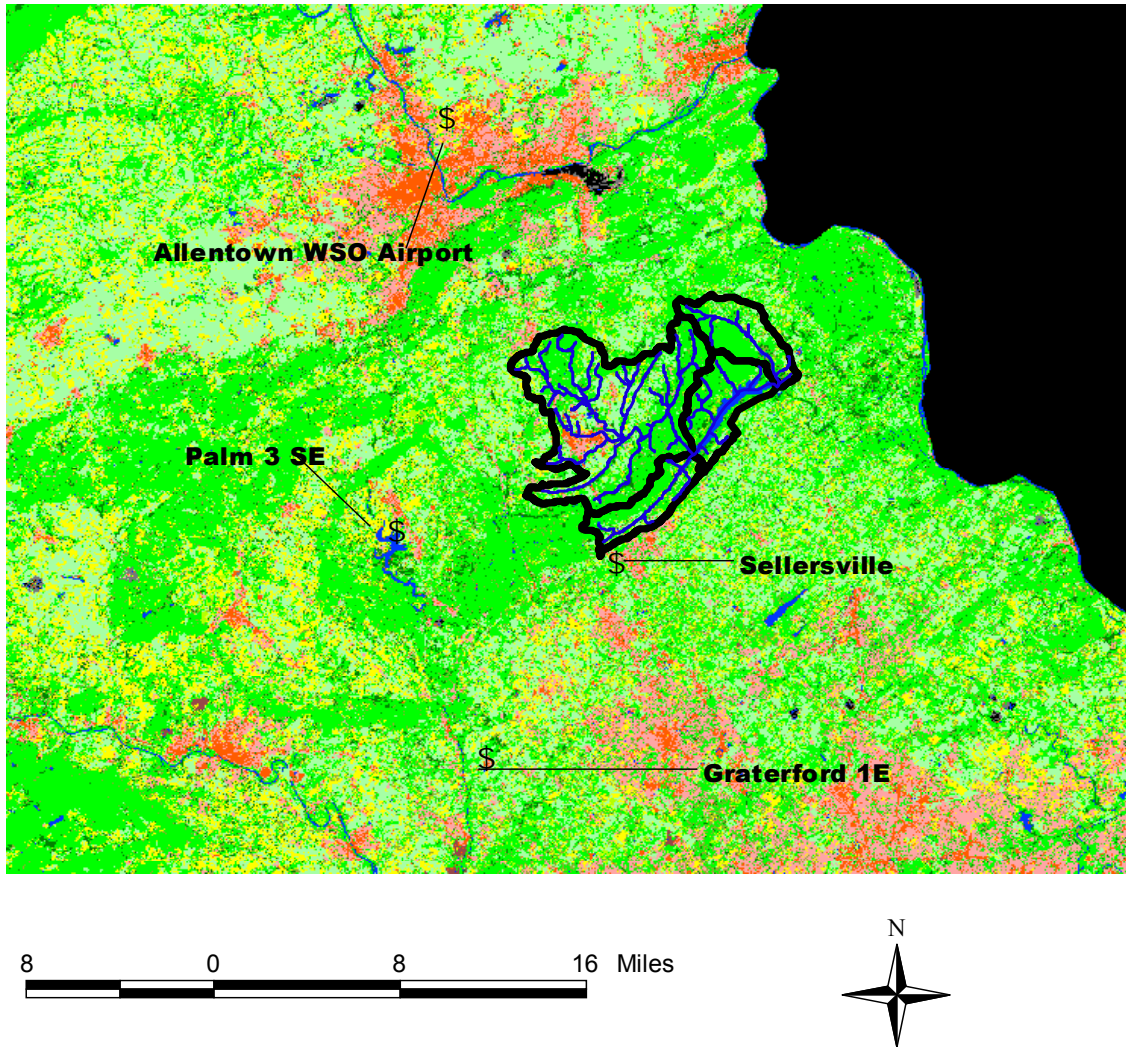 $
Allentown WSO Airport
Palm 3 SE
$
$
Sellersville
$
Graterford 1E
8 0 8 16 Miles
N